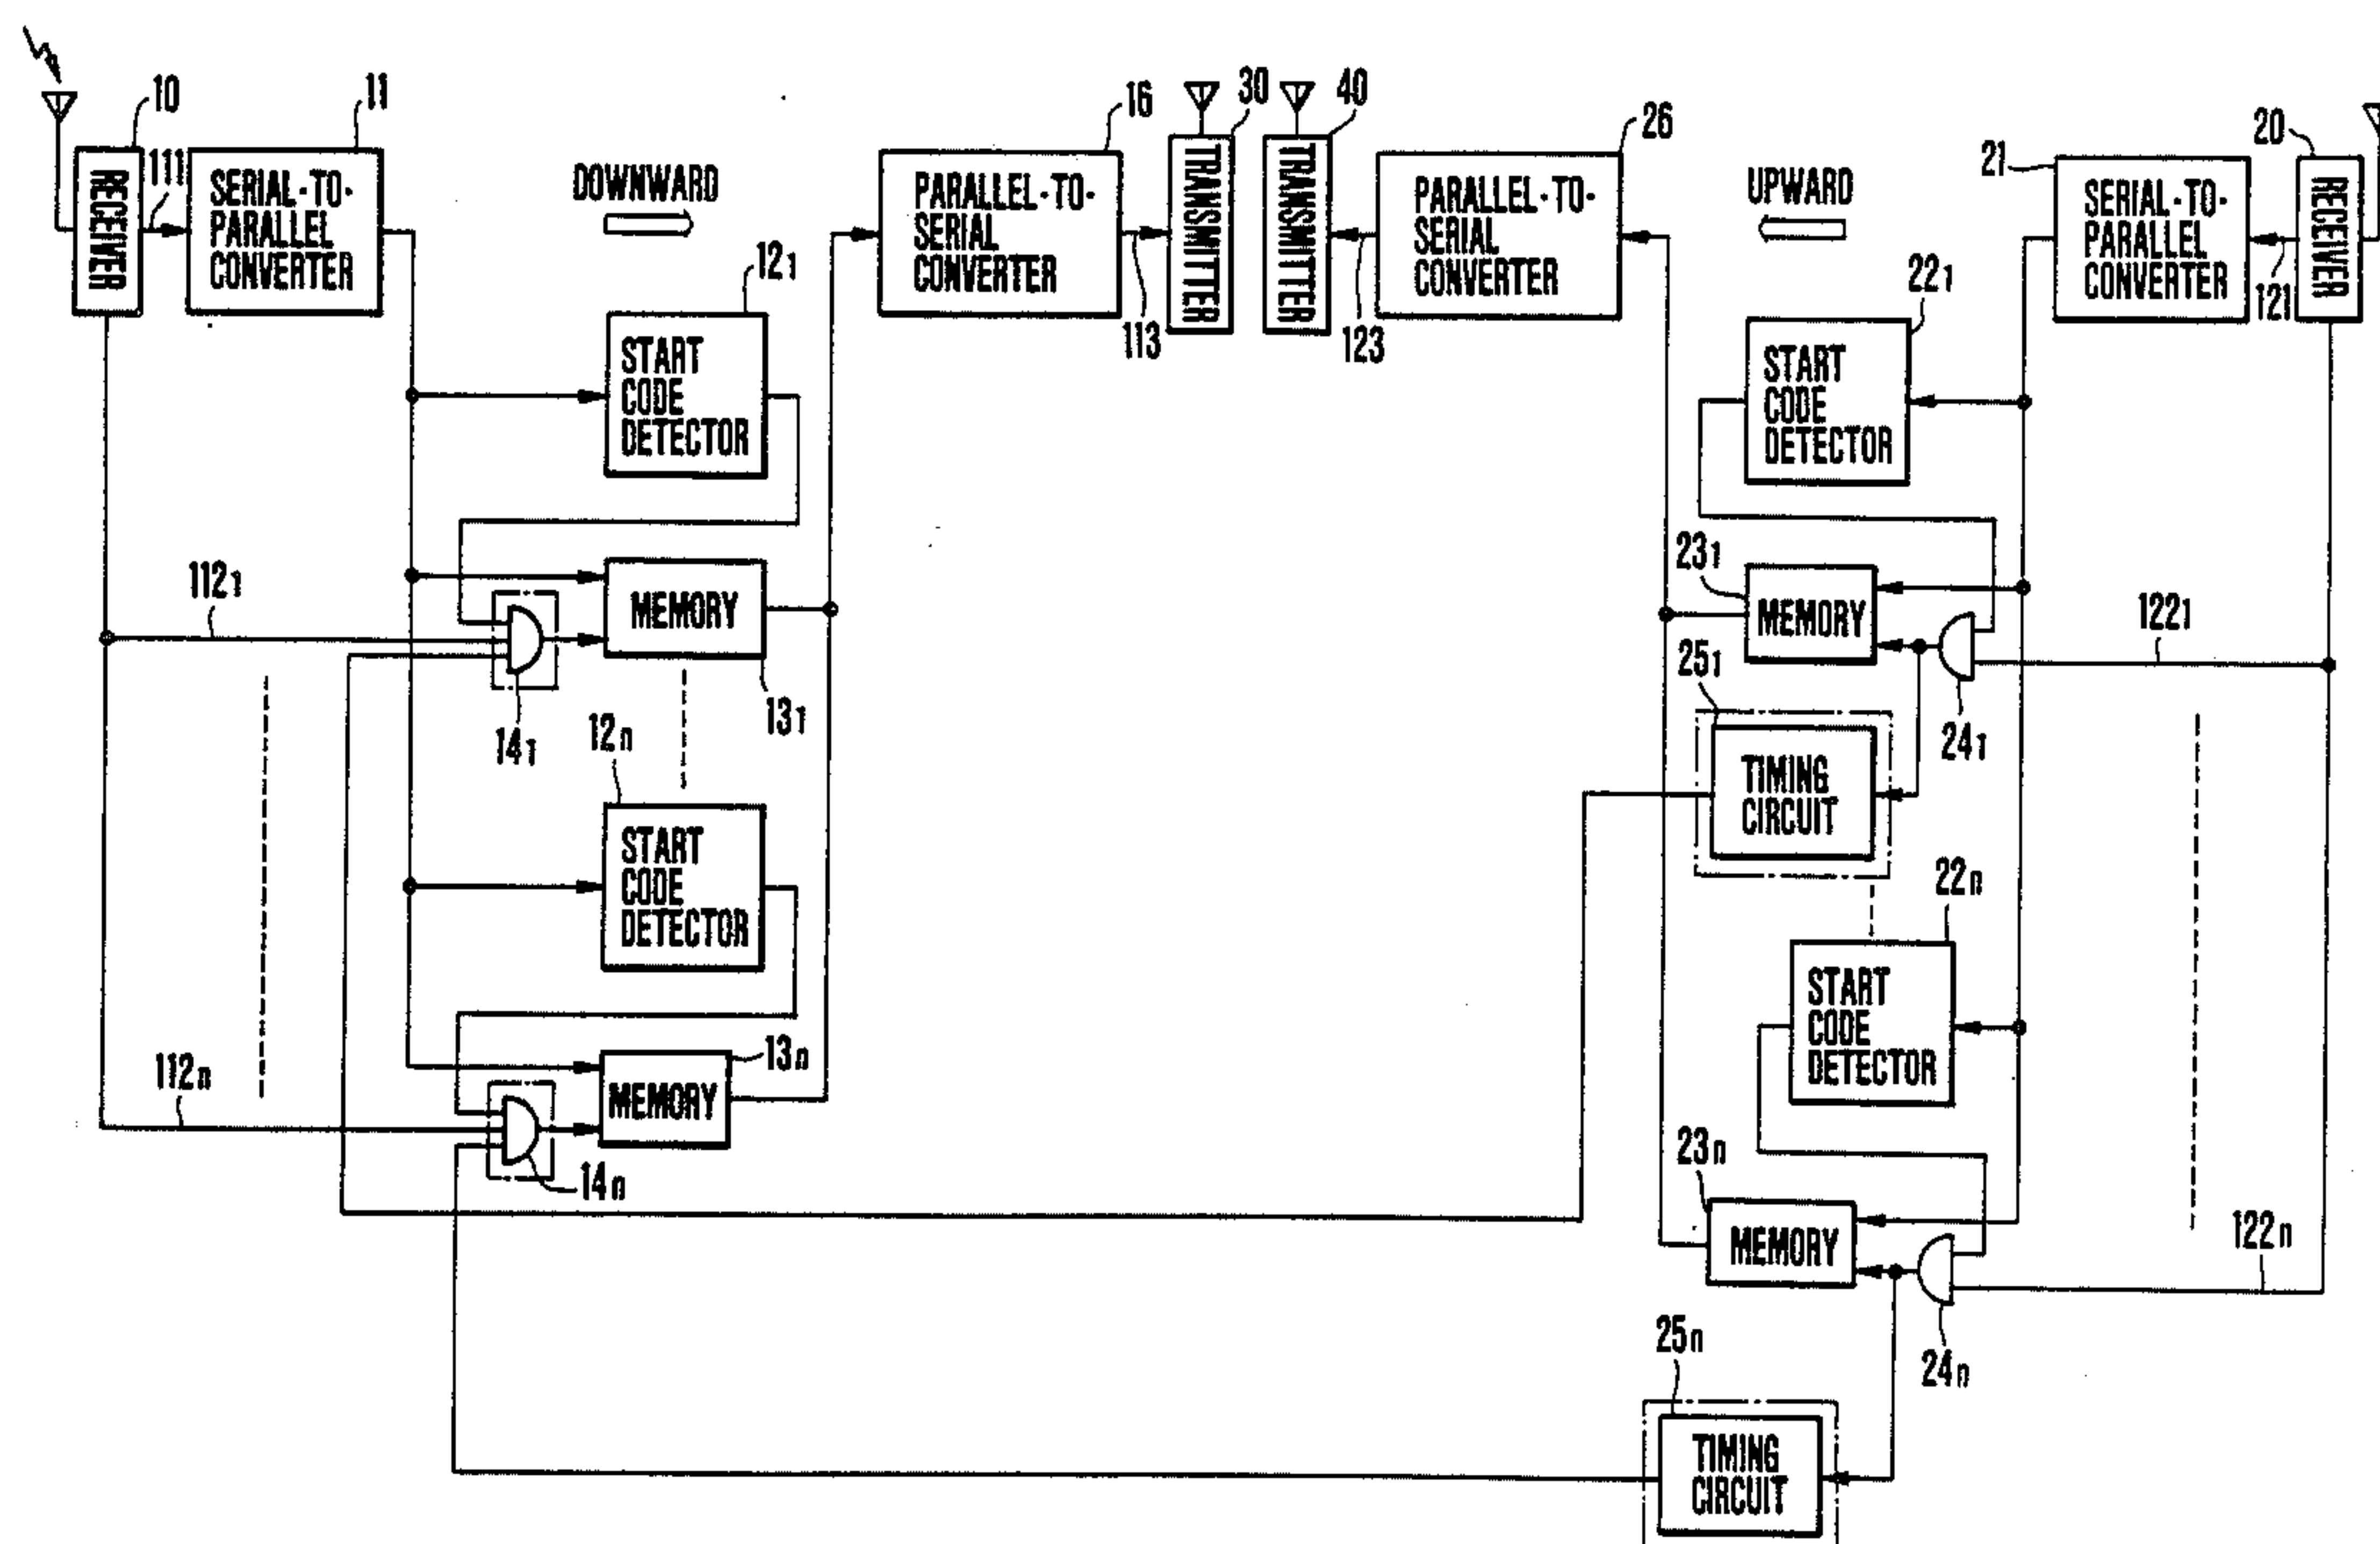 10
11
RECEIVER
111
SERIAL-TO-
PARALLEL
CONVERTER
DOWNWARD
16
PARALLEL-TO-
SERIAL
CONVERTER
113
30
TRANSMITTER
40
TRANSMITTER
123
26
PARALLEL-TO-
SERIAL
CONVERTER
UPWARD
21
SERIAL-TO-
PARALLEL
CONVERTER
121
20
RECEIVER
12₁
START
CODE
DETECTOR
22₁
START
CODE
DETECTOR
112₁
MEMORY
13₁
14₁
23₁
MEMORY
24₁
122₁
25₁
TIMING
CIRCUIT
12n
START
CODE
DETECTOR
22n
START
CODE
DETECTOR
112n
13n
MEMORY
14n
23n
MEMORY
24n
122n
25n
TIMING
CIRCUIT